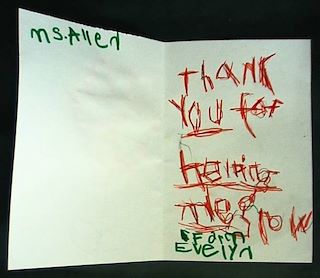 Ms. Allen
Thank
You for
helping
me grow
From
Evelyn